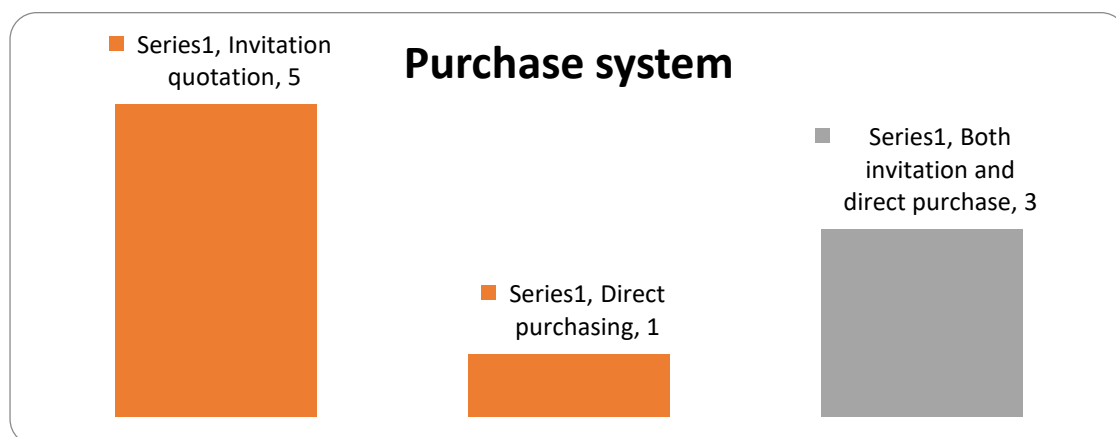 Purchase system
Series1, Invitation
quotation, 5
Series1, Direct
purchasing, 1
Series1, Both
invitation and
direct purchase, 3